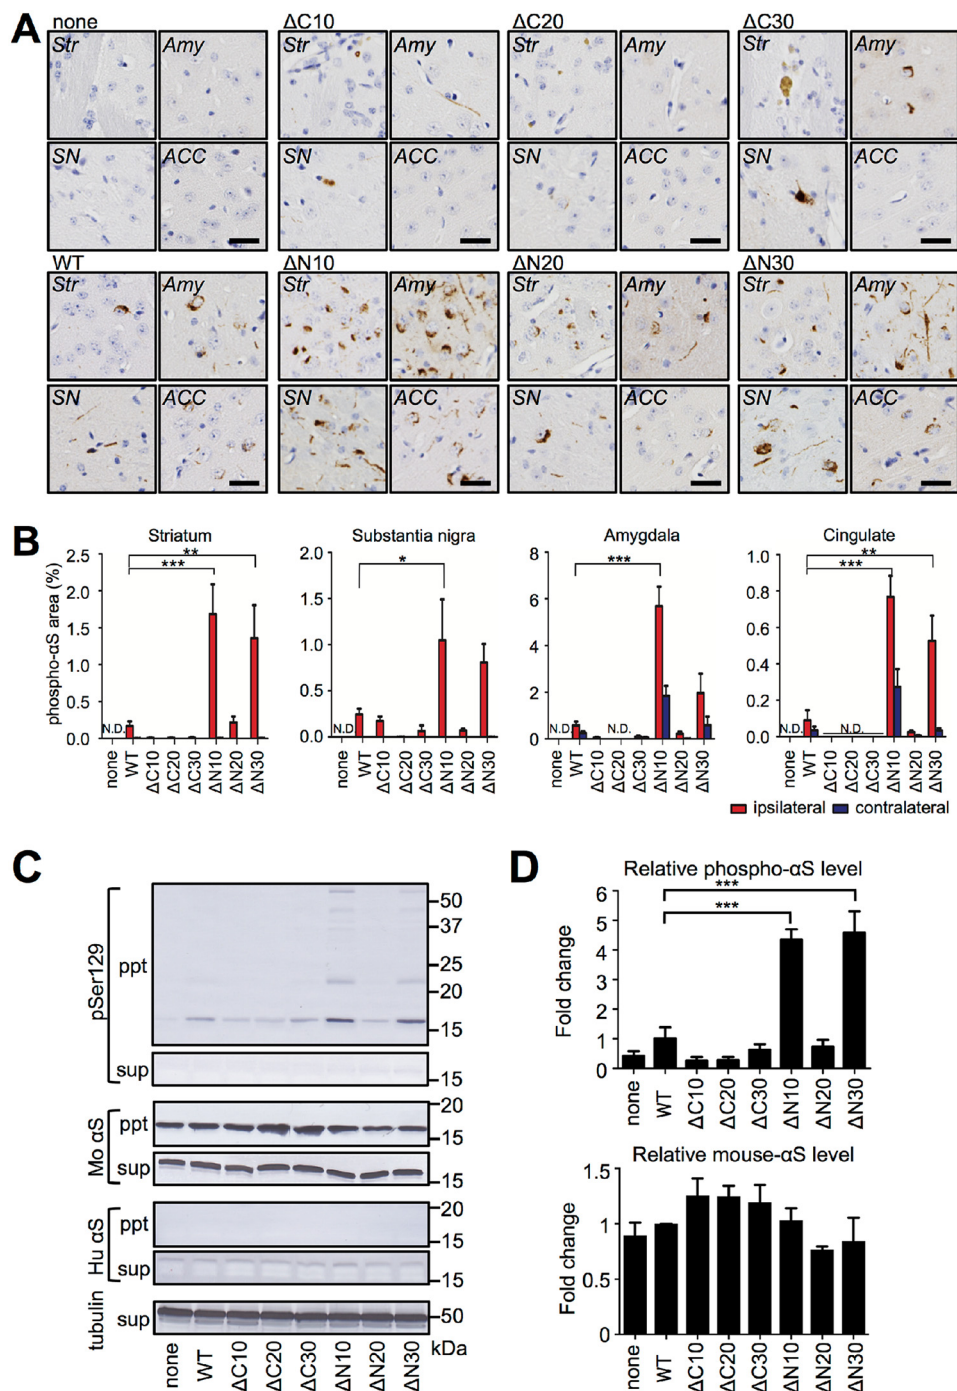 A
none ΔC10 ΔC20 ΔC30
Str Amy Str Amy Str Amy Str Amy
SN ACC SN ACC SN ACC SN ACC
WT ΔN10 ΔN20 ΔN30
Str Amy Str Amy Str Amy Str Amy
SN ACC SN ACC SN ACC SN ACC
B
Striatum
phospho-αS area (%)
2.5
2.0
1.5
1.0
0.5
0.0
**
***
N.D.
none WT ΔC10 ΔC20 ΔC30 ΔN10 ΔN20 ΔN30
Substantia nigra
2.0
1.5
1.0
0.5
0.0
*
N.D.
none WT ΔC10 ΔC20 ΔC30 ΔN10 ΔN20 ΔN30
Amygdala
8
6
4
2
0
***
N.D. N.D.
none WT ΔC10 ΔC20 ΔC30 ΔN10 ΔN20 ΔN30
Cingulate
1.0
0.8
0.6
0.4
0.2
0.0
**
***
N.D. N.D.
none WT ΔC10 ΔC20 ΔC30 ΔN10 ΔN20 ΔN30
ipsilateral contralateral
C
pSer129
ppt
50
37
25
20
15
sup
15
Mo αS
ppt
20
15
sup
15
Hu αS
ppt
20
15
sup
15
tubulin
sup
50
kDa
none WT ΔC10 ΔC20 ΔC30 ΔN10 ΔN20 ΔN30
D
Relative phospho-αS level
Fold change
6
5
4
3
2
1
0
***
***
none WT ΔC10 ΔC20 ΔC30 ΔN10 ΔN20 ΔN30
Relative mouse-αS level
Fold change
1.5
1
0.5
0
none WT ΔC10 ΔC20 ΔC30 ΔN10 ΔN20 ΔN30